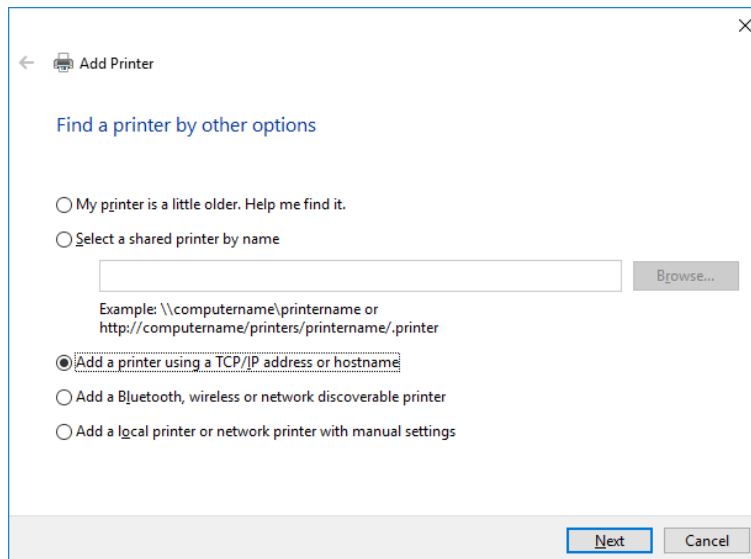 Add Printer
Find a printer by other options
My printer is a little older. Help me find it.
Select a shared printer by name
Browse...
Example: \\computername\printername or
http://computername/printers/printername/.printer
Add a printer using a TCP/IP address or hostname
Add a Bluetooth, wireless or network discoverable printer
Add a local printer or network printer with manual settings
Next Cancel